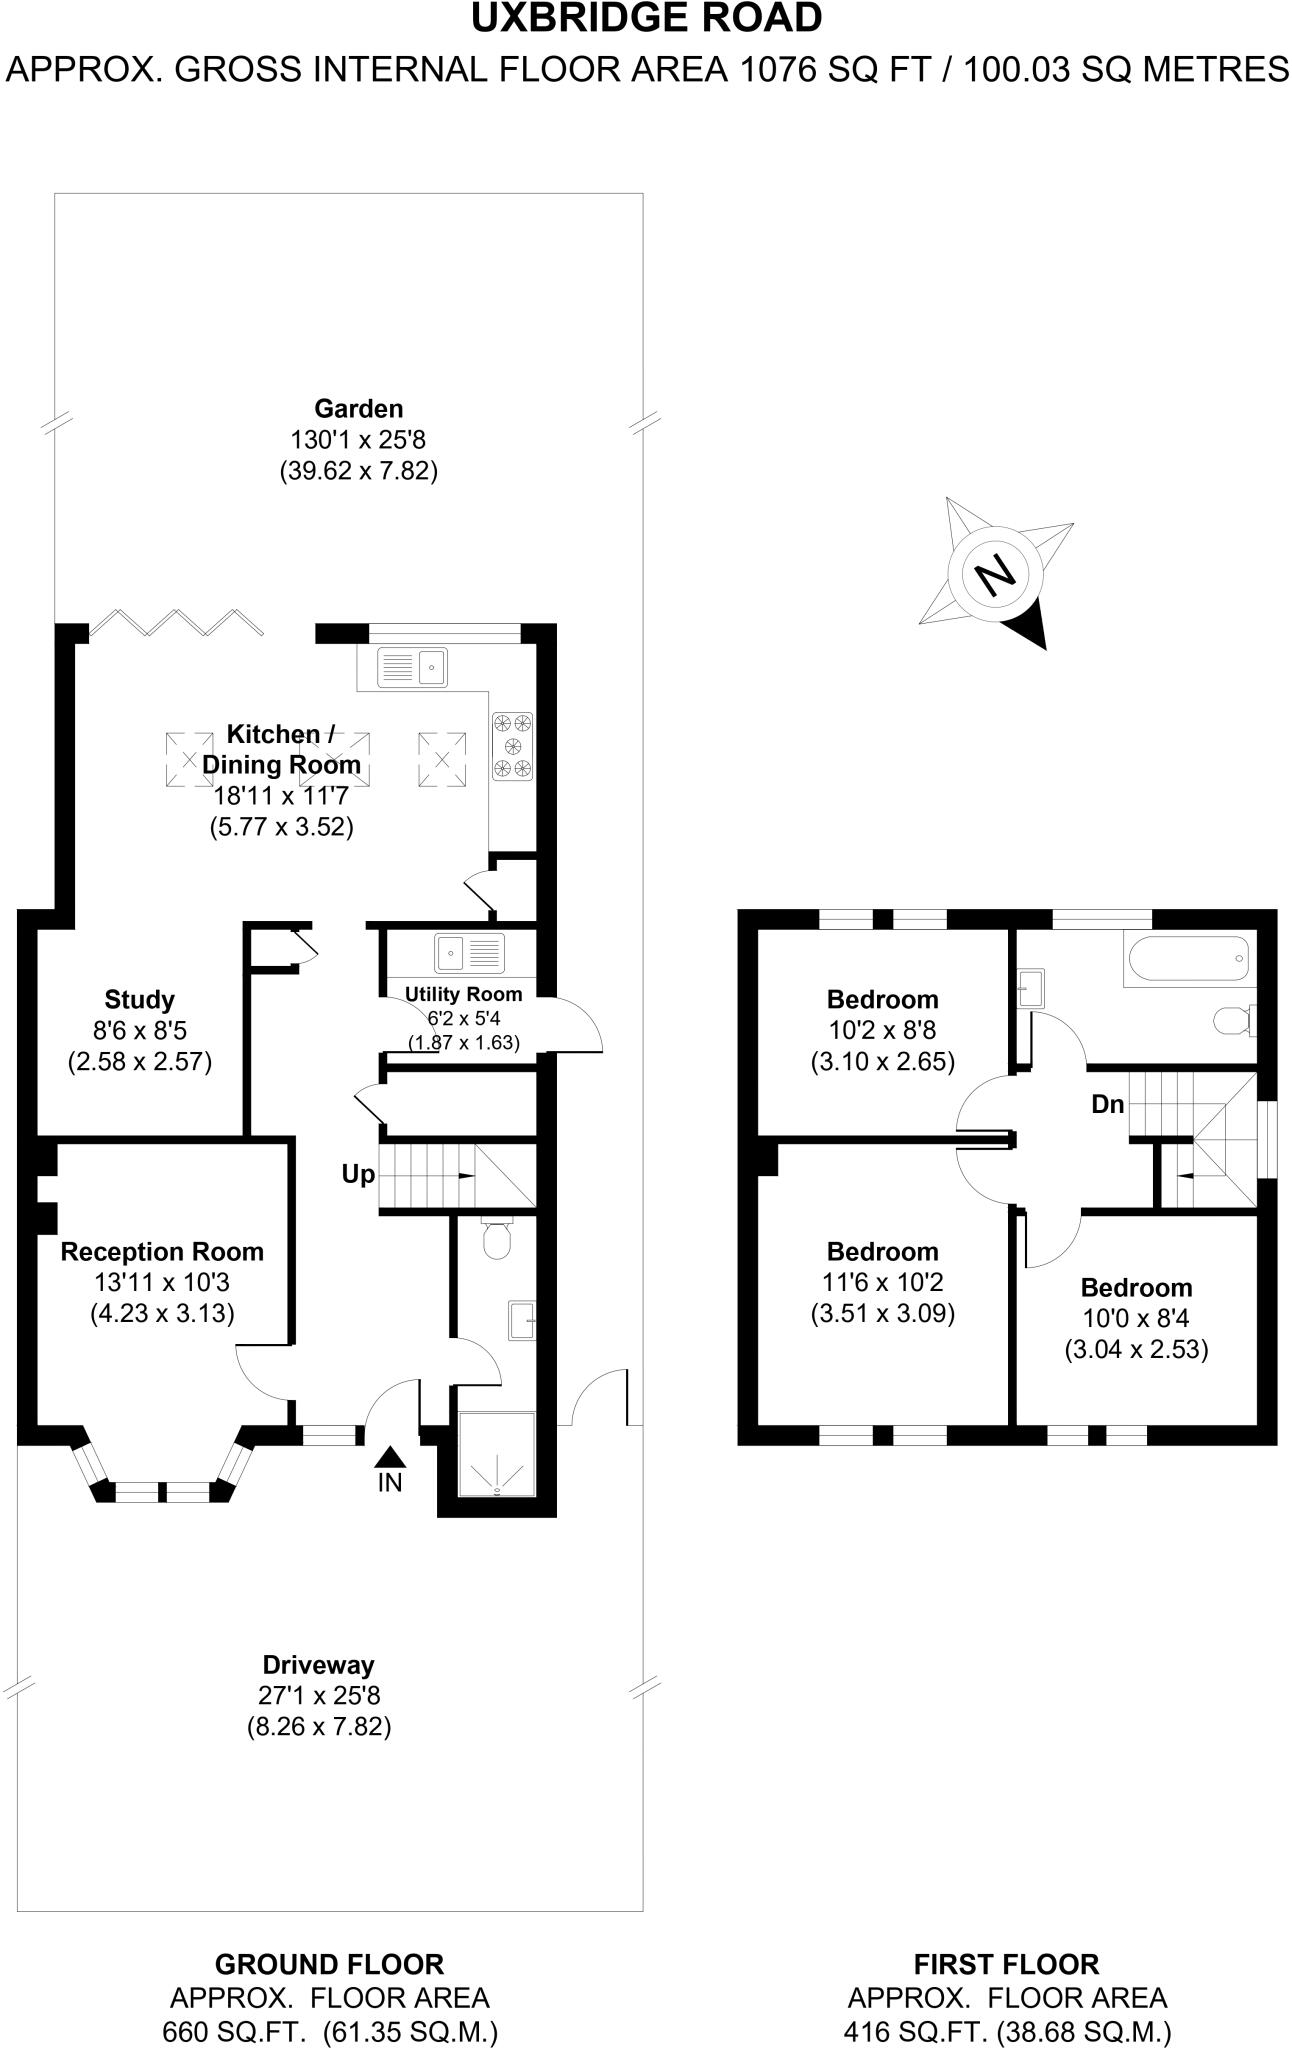 UXBRIDGE ROAD
APPROX. GROSS INTERNAL FLOOR AREA 1076 SQ FT / 100.03 SQ METRES
Garden
130'1 x 25'8
(39.62 x 7.82)
N
Kitchen /
Dining Room
18'11 x 11'7
(5.77 x 3.52)
Study
8'6 x 8'5
(2.58 x 2.57)
Utility Room
6'2 x 5'4
(1.87 x 1.63)
Up
Reception Room
13'11 x 10'3
(4.23 x 3.13)
IN
Driveway
27'1 x 25'8
(8.26 x 7.82)
GROUND FLOOR
APPROX. FLOOR AREA
660 SQ.FT. (61.35 SQ.M.)
Bedroom
10'2 x 8'8
(3.10 x 2.65)
Dn
Bedroom
11'6 x 10'2
(3.51 x 3.09)
Bedroom
10'0 x 8'4
(3.04 x 2.53)
FIRST FLOOR
APPROX. FLOOR AREA
416 SQ.FT. (38.68 SQ.M.)